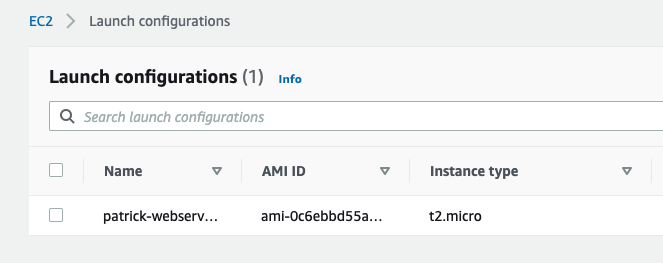 EC2 > Launch configurations
Launch configurations (1) Info
Search launch configurations
Name AMI ID Instance type
patrick-webserv... ami-0c6ebbd55a... t2.micro